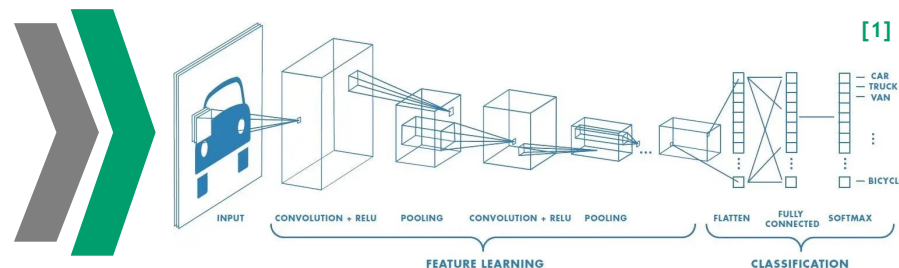 [1]
CAR
TRUCK
VAN
BICYCL
INPUT
CONVOLUTION + RELU
POOLING
CONVOLUTION + RELU
POOLING
FLATTEN
FULLY
CONNECTED
SOFTMAX
FEATURE LEARNING
CLASSIFICATION